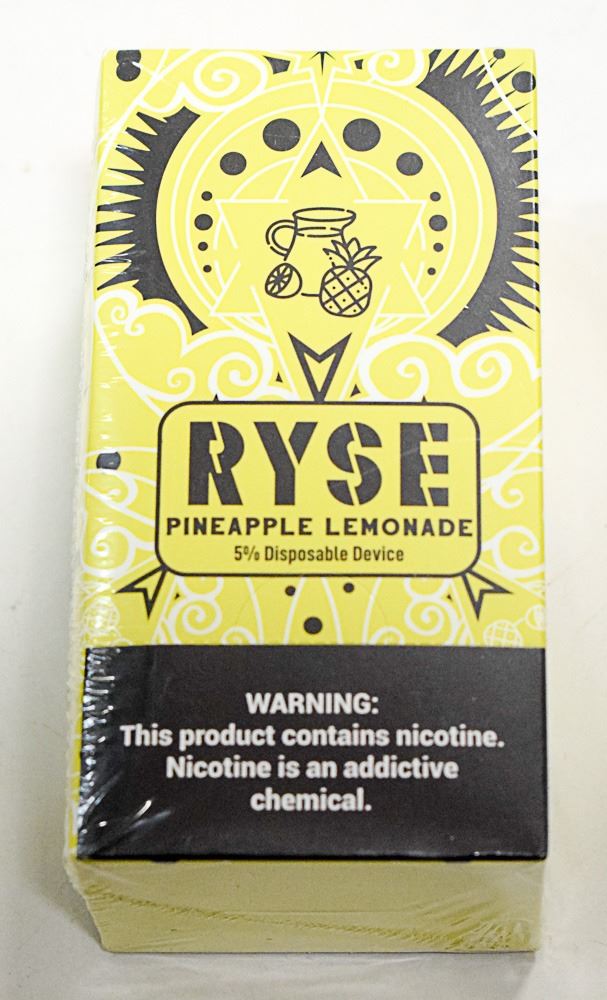 RYSE
PINEAPPLE LEMONADE
5% Disposable Device
WARNING:
This product contains nicotine.
Nicotine is an addictive
chemical.